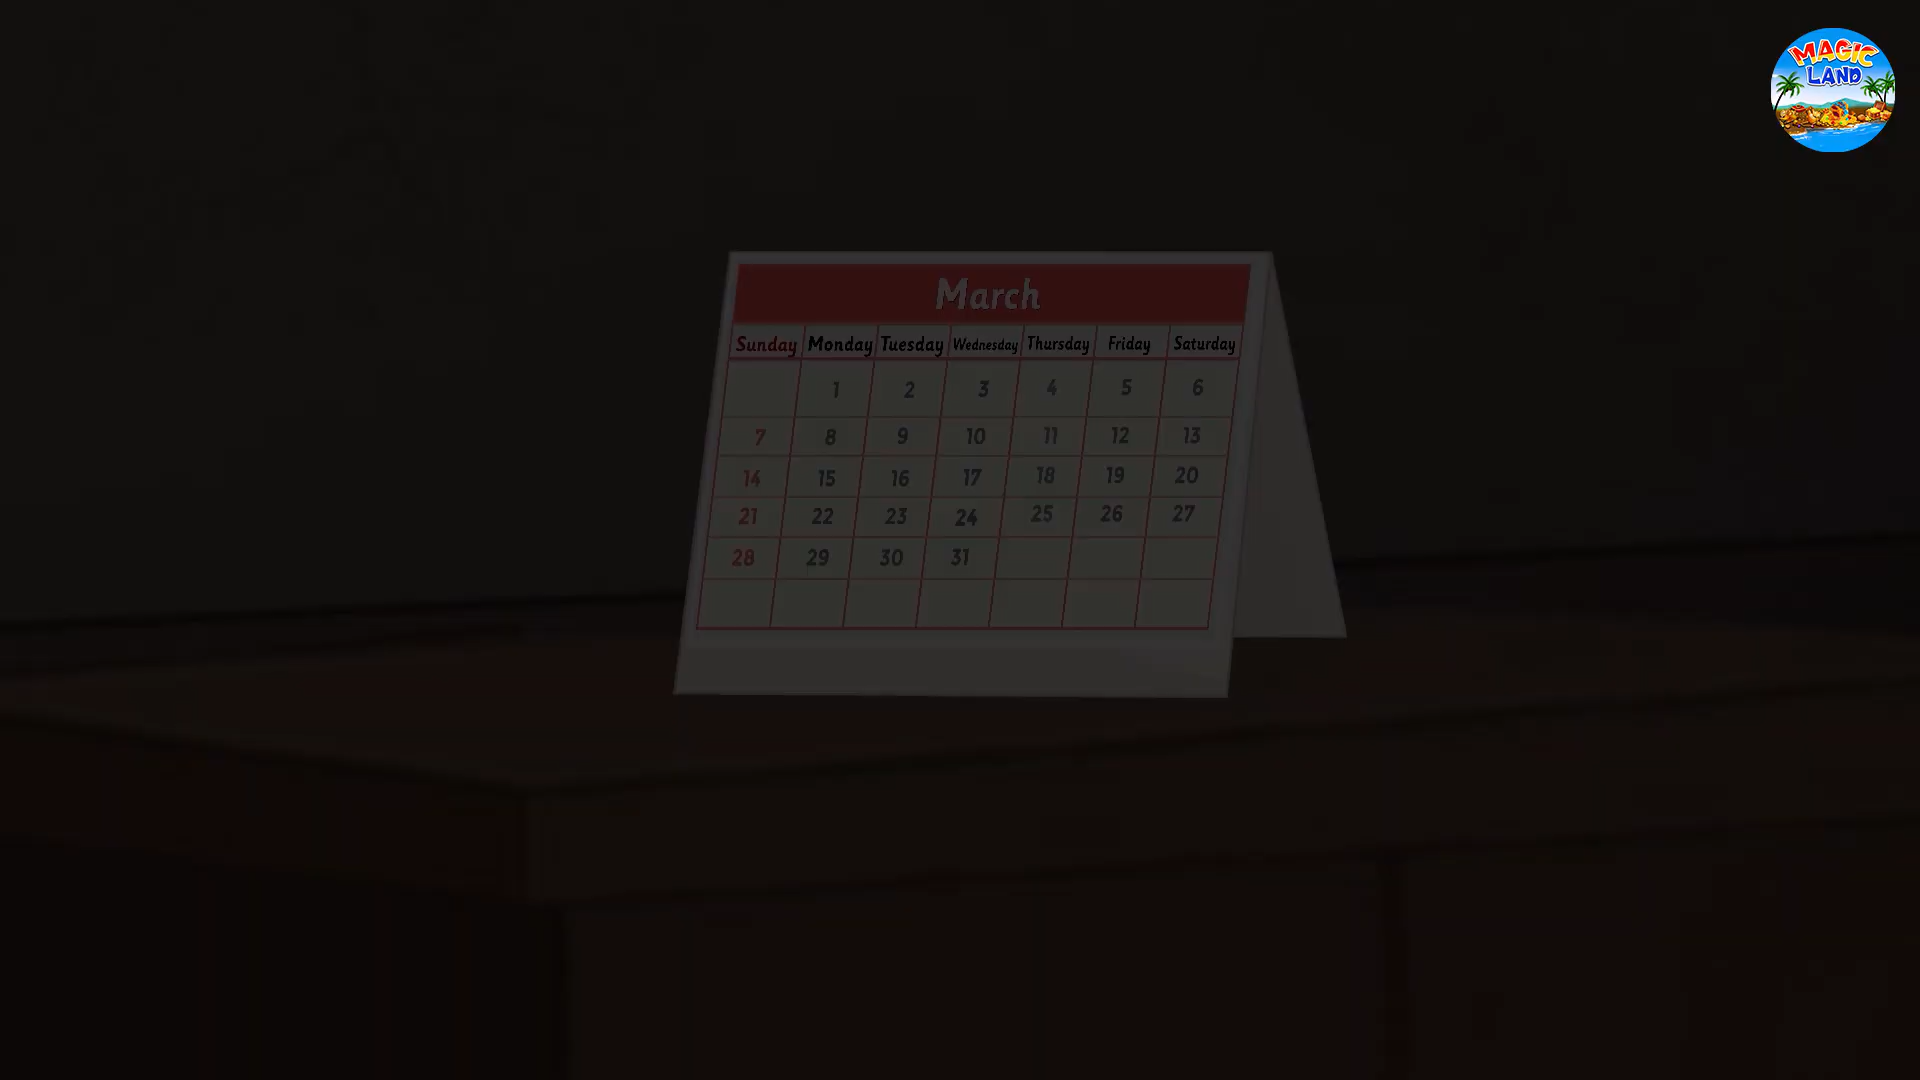 MAGIC
LAND
March
Sunday Monday Tuesday Wednesday Thursday Friday Saturday
1 2 3 4 5 6
7 8 9 10 11 12 13
14 15 16 17 18 19 20
21 22 23 24 25 26 27
28 29 30 31